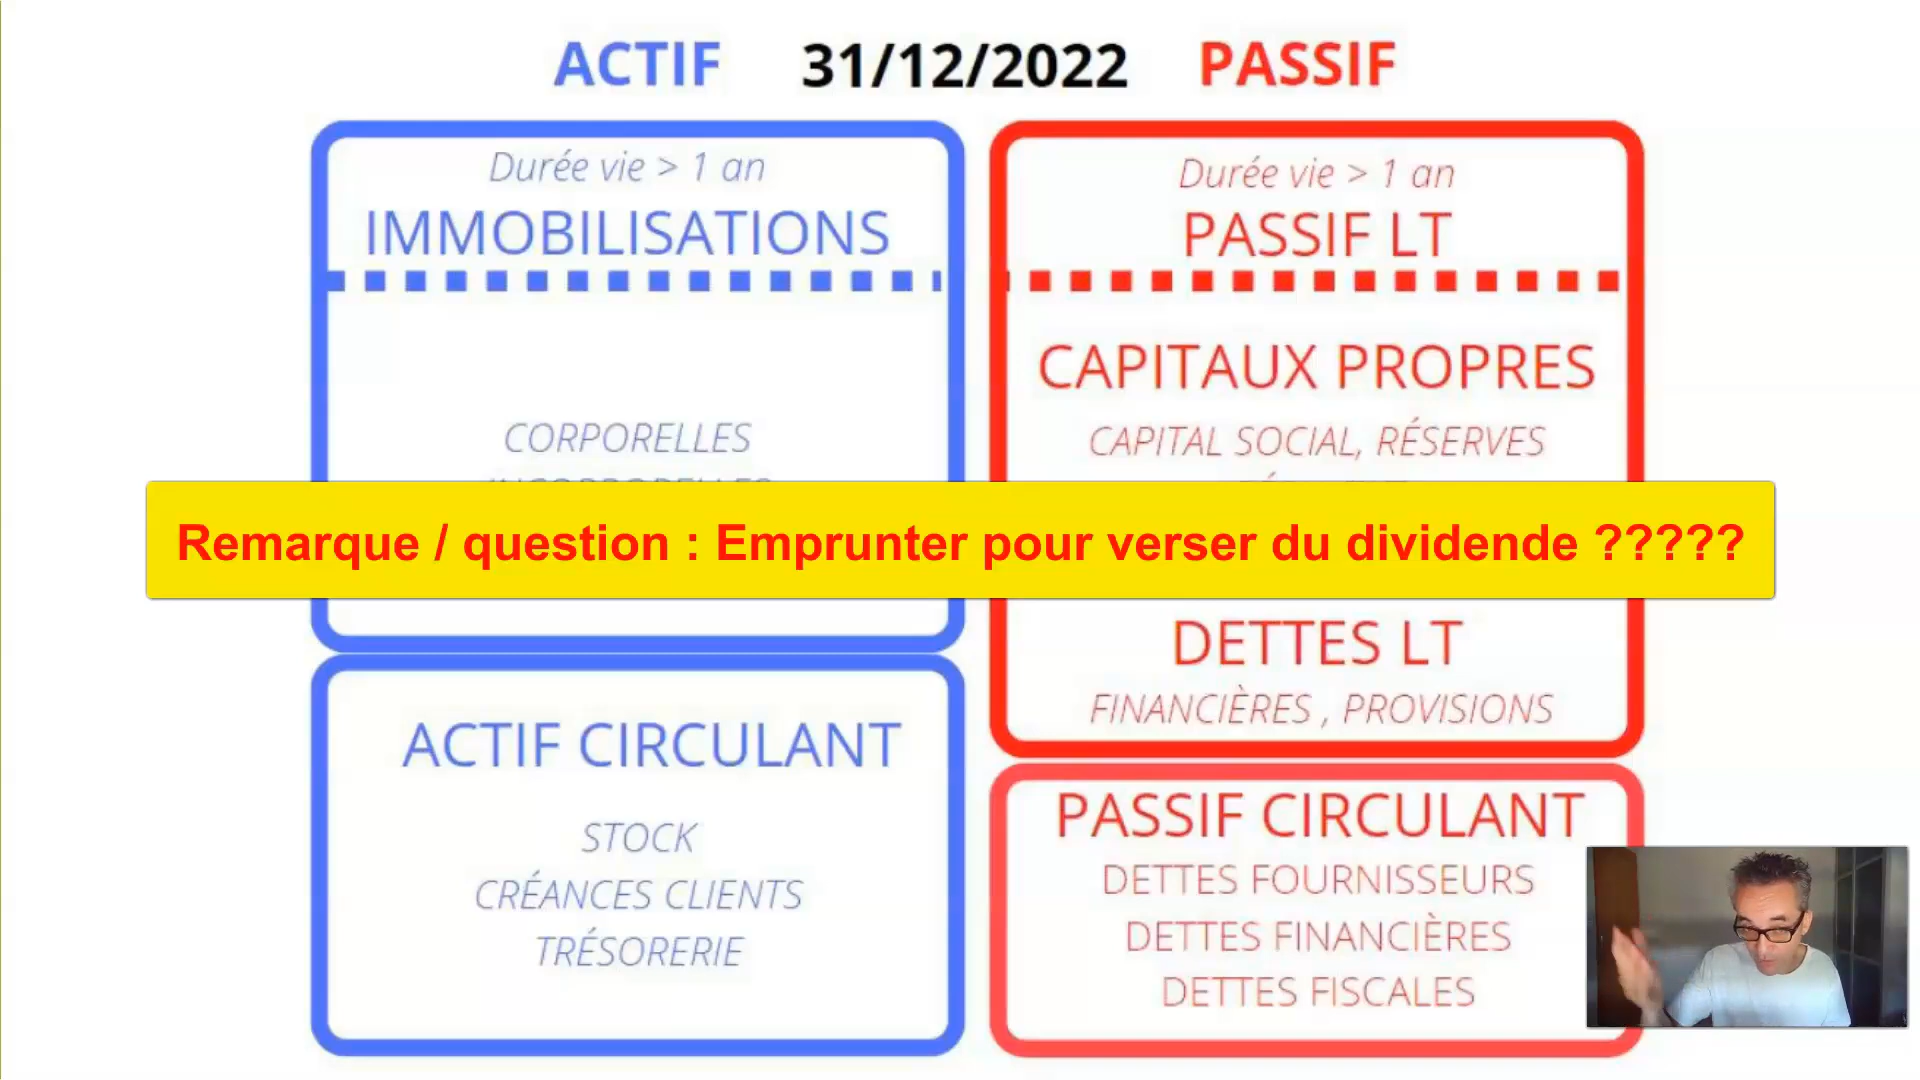 ACTIF 31/12/2022 PASSIF
Durée vie > 1 an
IMMOBILISATIONS
CORPORELLES
Durée vie > 1 an
PASSIF LT
CAPITAUX PROPRES
CAPITAL SOCIAL, RÉSERVES
Remarque / question : Emprunter pour verser du dividende ?????
DETTES LT
FINANCIÈRES , PROVISIONS
ACTIF CIRCULANT
STOCK
CRÉANCES CLIENTS
TRÉSORERIE
PASSIF CIRCULANT
DETTES FOURNISSEURS
DETTES FINANCIÈRES
DETTES FISCALES